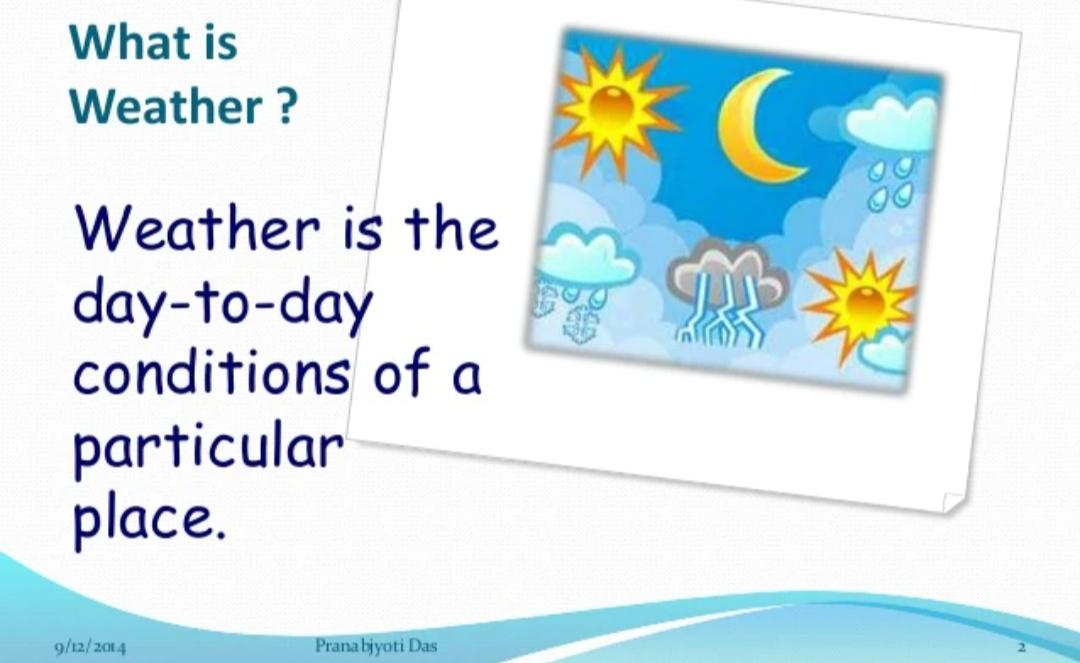 What is
Weather ?
Weather is the
day-to-day
conditions of a
particular
place.
9/12/2014
Pranabjyoti Das
2